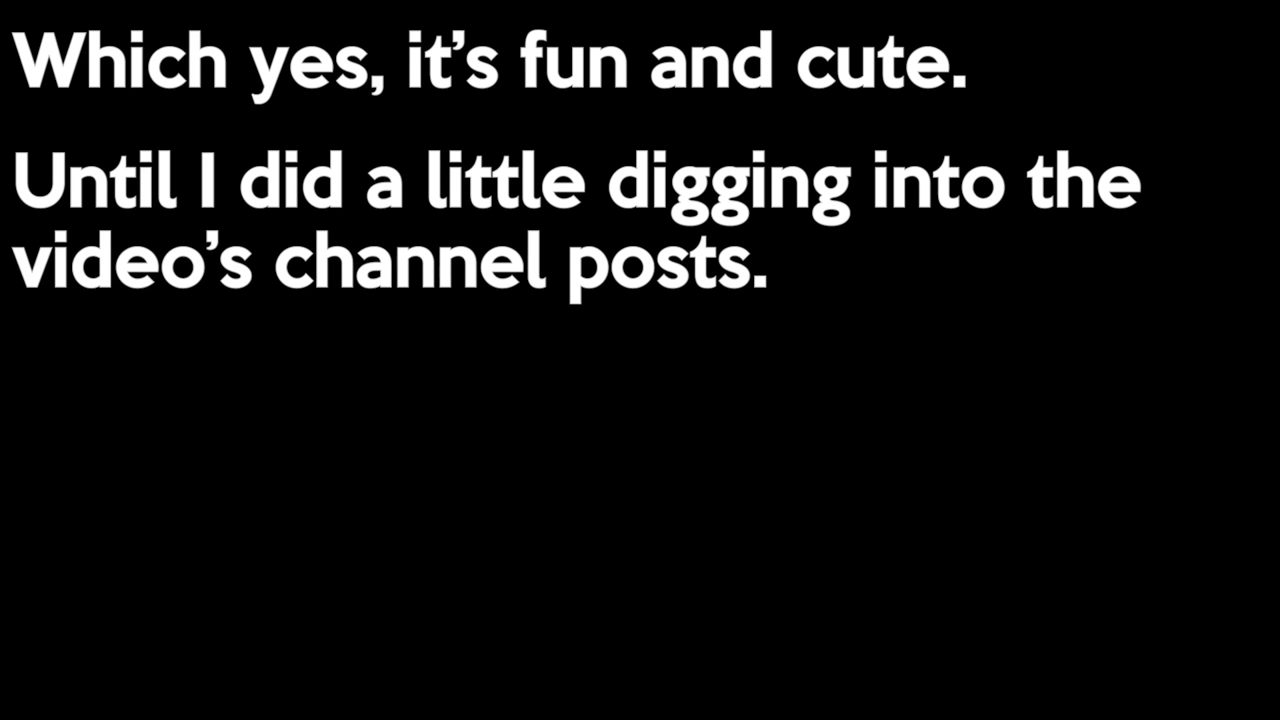 Which yes, it’s fun and cute.
Until I did a little digging into the
video’s channel posts.